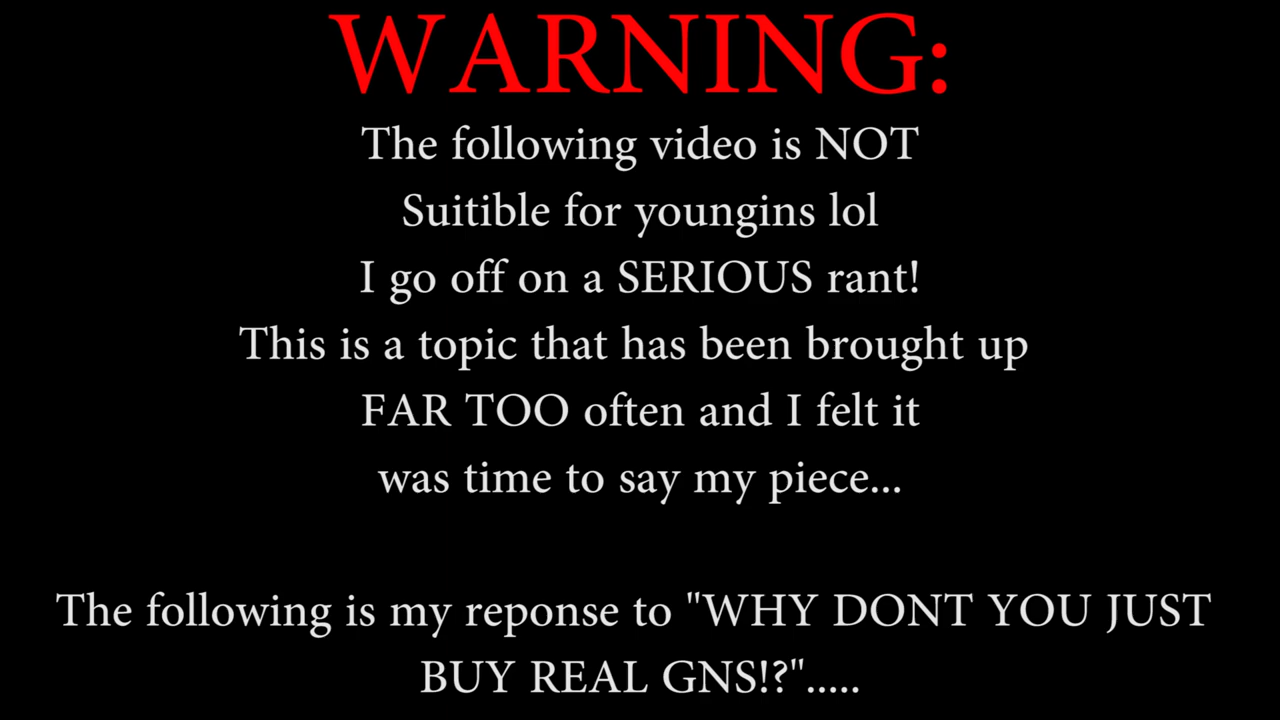 WARNING:
The following video is NOT
Suitible for youngins lol
I go off on a SERIOUS rant!
This is a topic that has been brought up
FAR TOO often and I felt it
was time to say my piece...
The following is my reponse to "WHY DONT YOU JUST
BUY REAL GNS!?".....